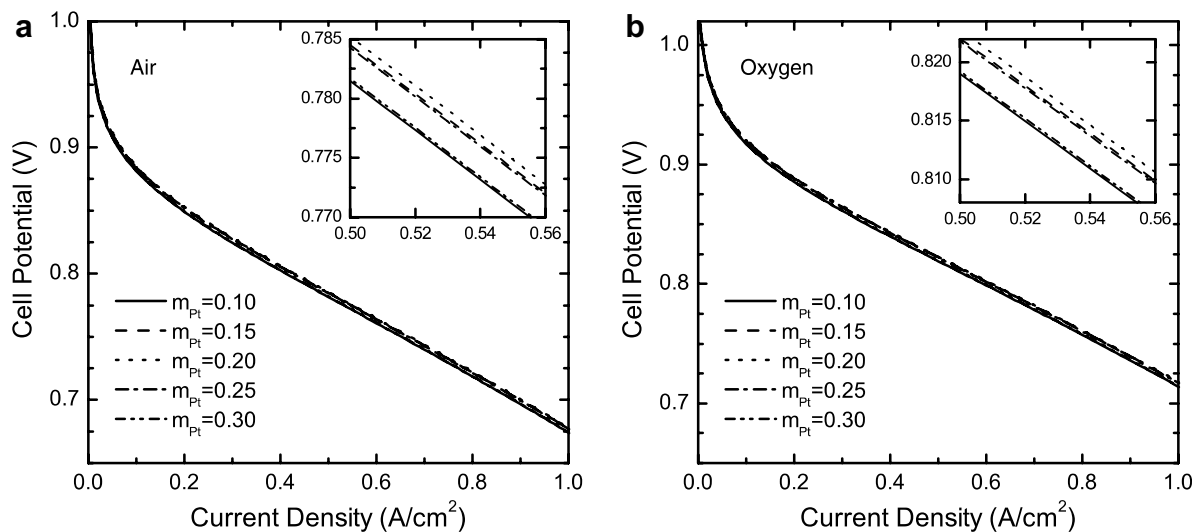 a
Air
Cell Potential (V)
1.0
0.9
0.8
0.7
0.0
0.2
0.4
0.6
0.8
1.0
Current Density (A/cm²)
m_Pt=0.10
m_Pt=0.15
m_Pt=0.20
m_Pt=0.25
m_Pt=0.30
0.785
0.780
0.775
0.770
0.50
0.52
0.54
0.56
b
Oxygen
Cell Potential (V)
1.0
0.9
0.8
0.7
0.0
0.2
0.4
0.6
0.8
1.0
Current Density (A/cm²)
m_Pt=0.10
m_Pt=0.15
m_Pt=0.20
m_Pt=0.25
m_Pt=0.30
0.820
0.815
0.810
0.50
0.52
0.54
0.56